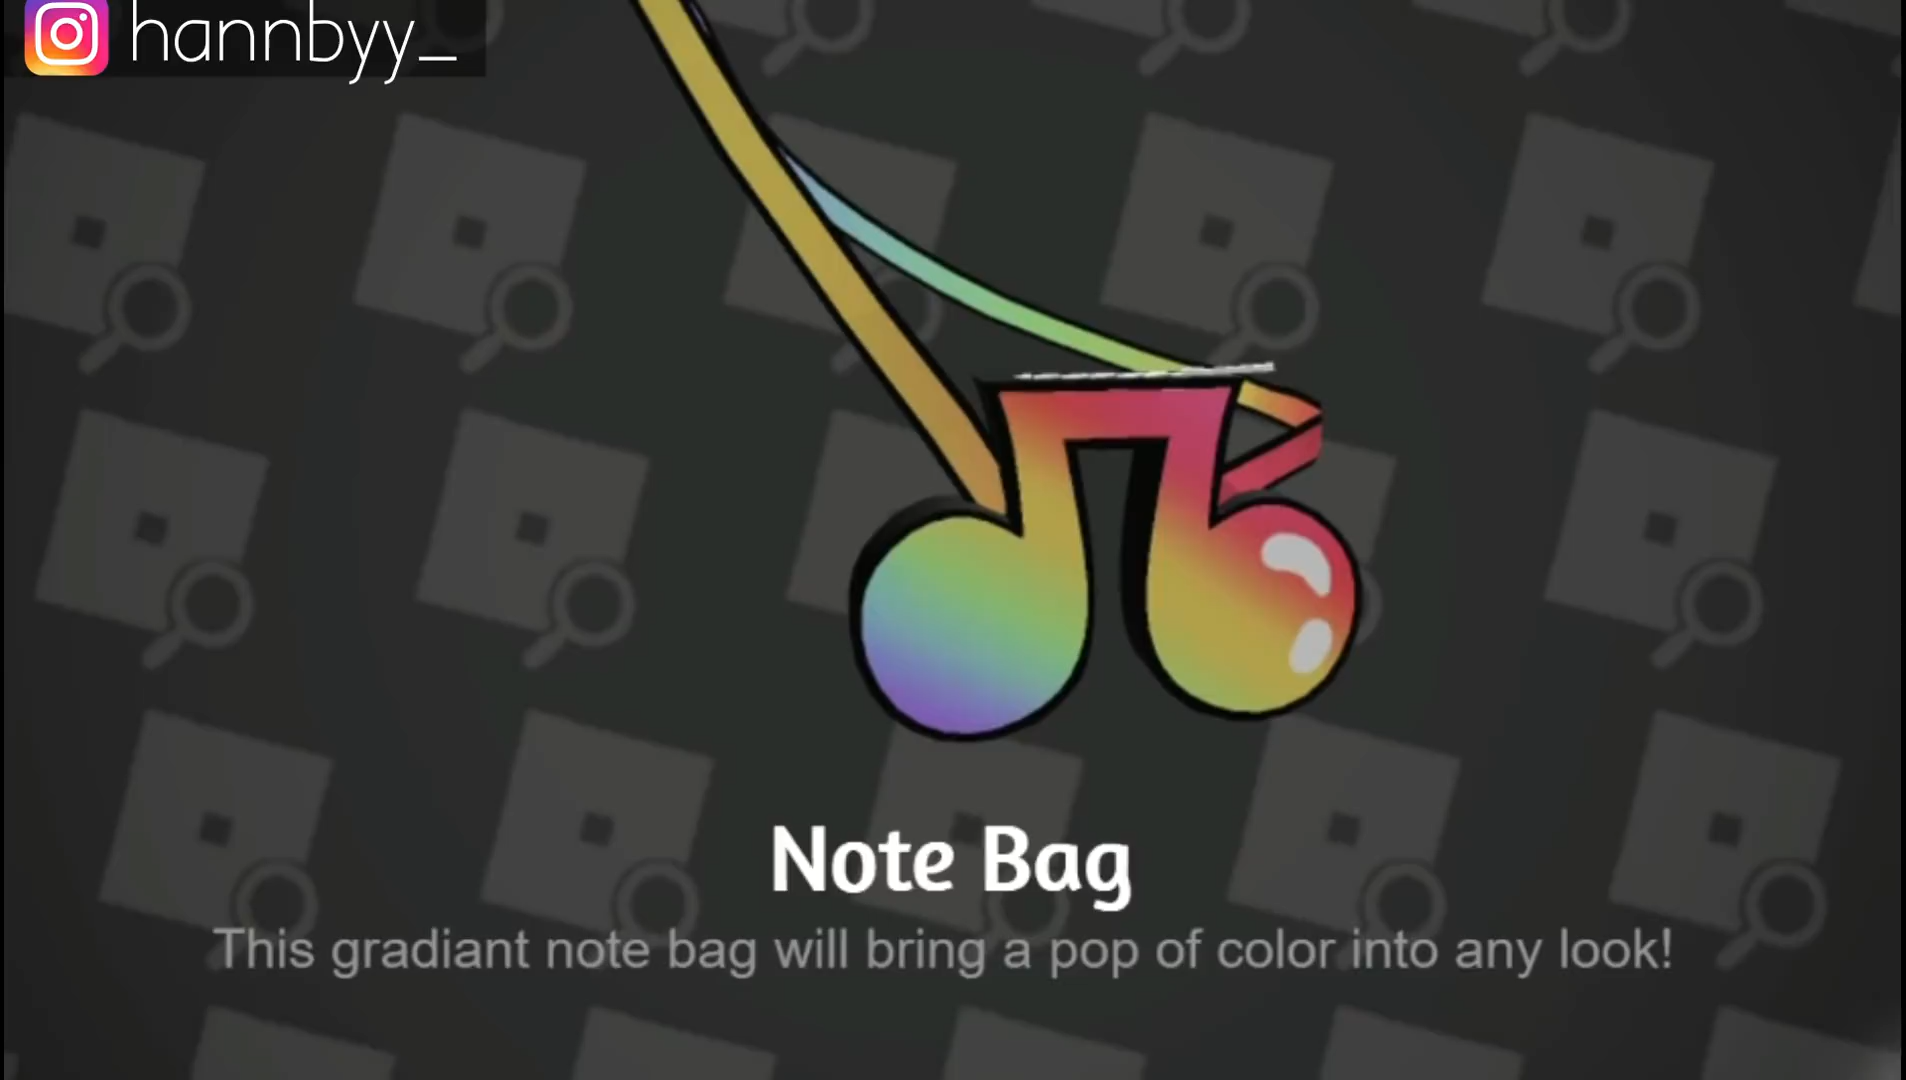 hannbyy_
Note Bag
This gradiant note bag will bring a pop of color into any look!